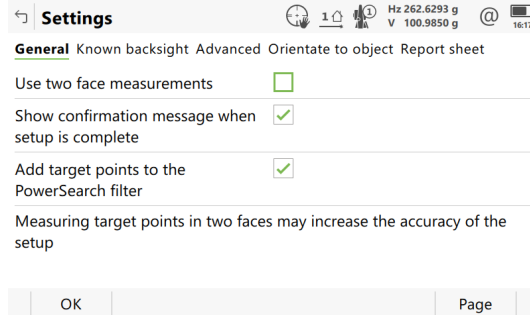 Settings
1
1
Hz 262.6293 g
V 100.9850 g
@
16:17
General Known backsight Advanced Orientate to object Report sheet
Use two face measurements
Show confirmation message when
setup is complete
Add target points to the
PowerSearch filter
Measuring target points in two faces may increase the accuracy of the
setup
OK
Page